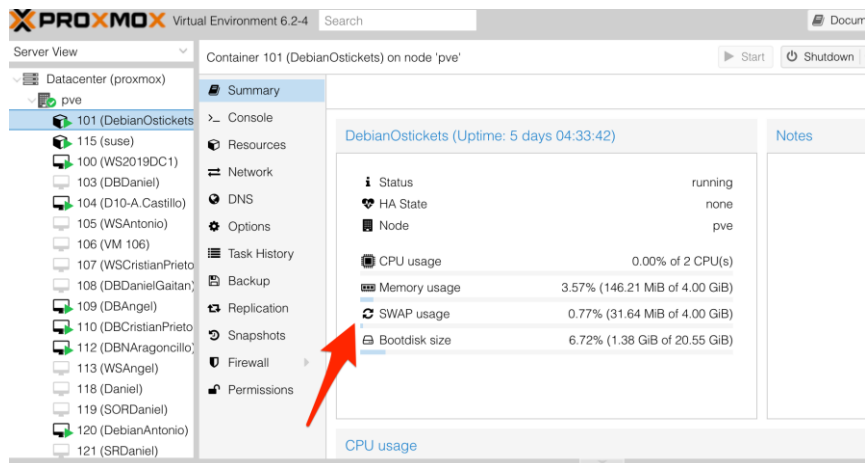 PROXMOX Virtual Environment 6.2-4 Search Docum
Server View
Container 101 (DebianOstickets) on node 'pve' Start Shutdown
Datacenter (proxmox)
pve
101 (DebianOstickets
115 (suse)
100 (WS2019DC1)
103 (DBDaniel)
104 (D10-A.Castillo)
105 (WSAntonio)
106 (VM 106)
107 (WSCristianPrieto
108 (DBDanielGaitan)
109 (DBAngel)
110 (DBCristianPrieto
112 (DBNAragoncillo)
113 (WSAngel)
118 (Daniel)
119 (SORDaniel)
120 (DebianAntonio)
121 (SRDaniel)
Summary
Console
Resources
Network
DNS
Options
Task History
Backup
Replication
Snapshots
Firewall
Permissions
DebianOstickets (Uptime: 5 days 04:33:42)
Status running
HA State none
Node pve
CPU usage 0.00% of 2 CPU(s)
Memory usage 3.57% (146.21 MiB of 4.00 GiB)
SWAP usage 0.77% (31.64 MiB of 4.00 GiB)
Bootdisk size 6.72% (1.38 GiB of 20.55 GiB)
CPU usage
Notes